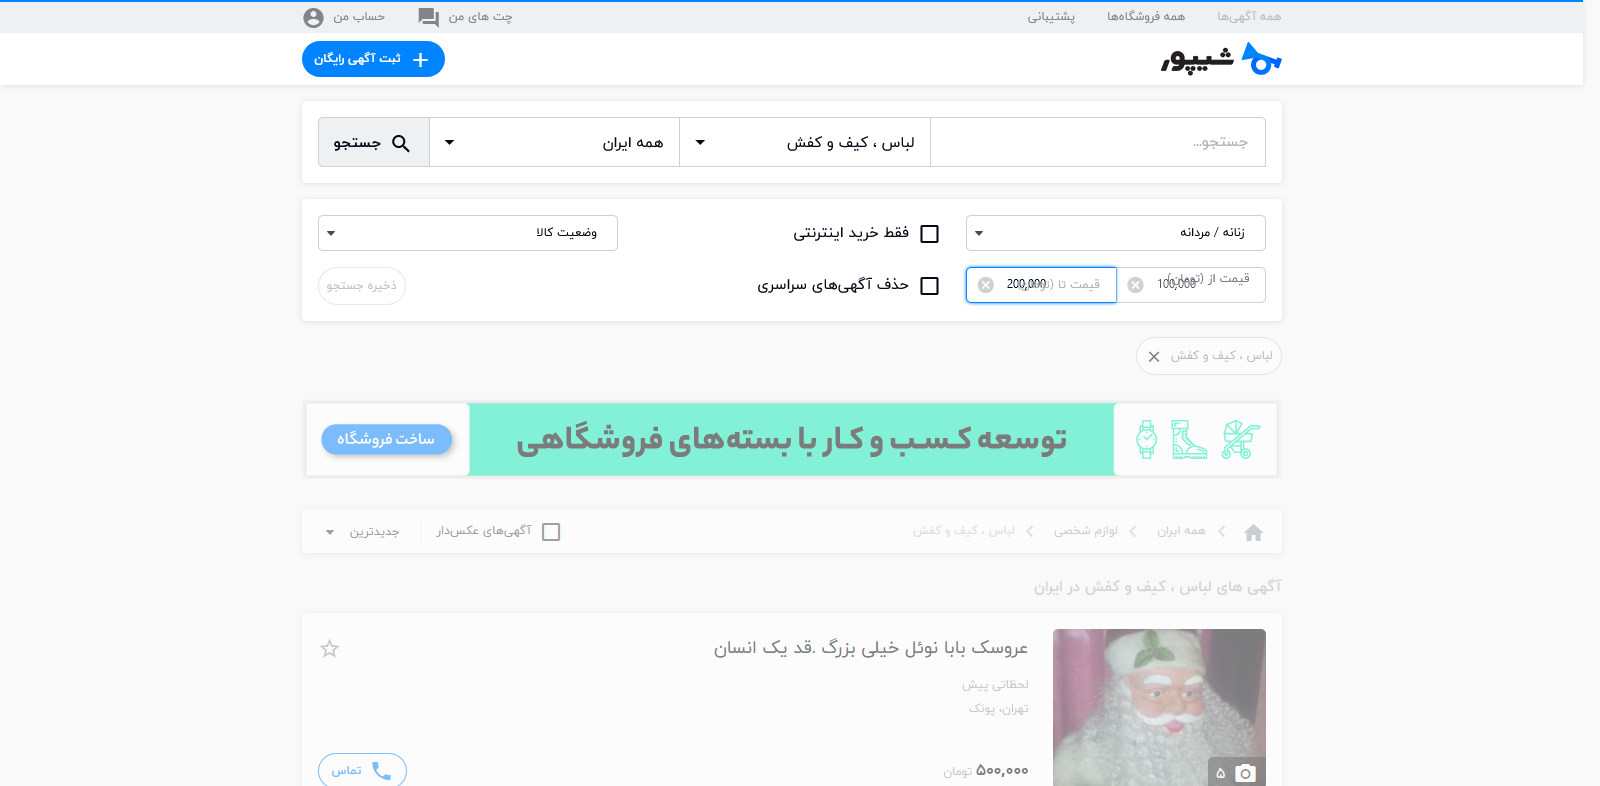 همه آگهی‌ها همه فروشگاه‌ها پشتیبانی چت های من حساب من
شیپور ثبت آگهی رایگان
جستجو... لباس ، کیف و کفش همه ایران جستجو
زنانه / مردانه فقط خرید اینترنتی وضعیت کالا
قیمت از (تومان) 100,000 قیمت تا (تومان) 200,000 حذف آگهی‌های سراسری ذخیره جستجو
لباس ، کیف و کفش
توسعه کسب و کار با بسته‌های فروشگاهی ساخت فروشگاه
همه ایران لوازم شخصی لباس ، کیف و کفش آگهی‌های عکس‌دار جدیدترین
آگهی های لباس ، کیف و کفش در ایران
عروسک بابا نوئل خیلی بزرگ .قد یک انسان
لحظاتی پیش
تهران، پونک
۵ ۵۰۰,۰۰۰ تومان تماس